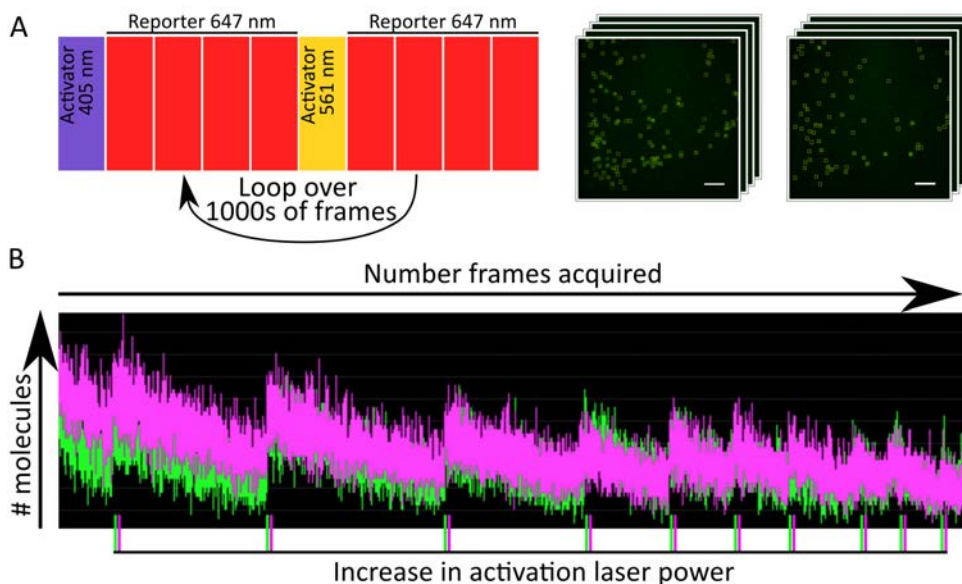 A
Reporter 647 nm
Reporter 647 nm
Activator
405 nm
Activator
561 nm
Loop over
1000s of frames
B
Number frames acquired
# molecules
Increase in activation laser power